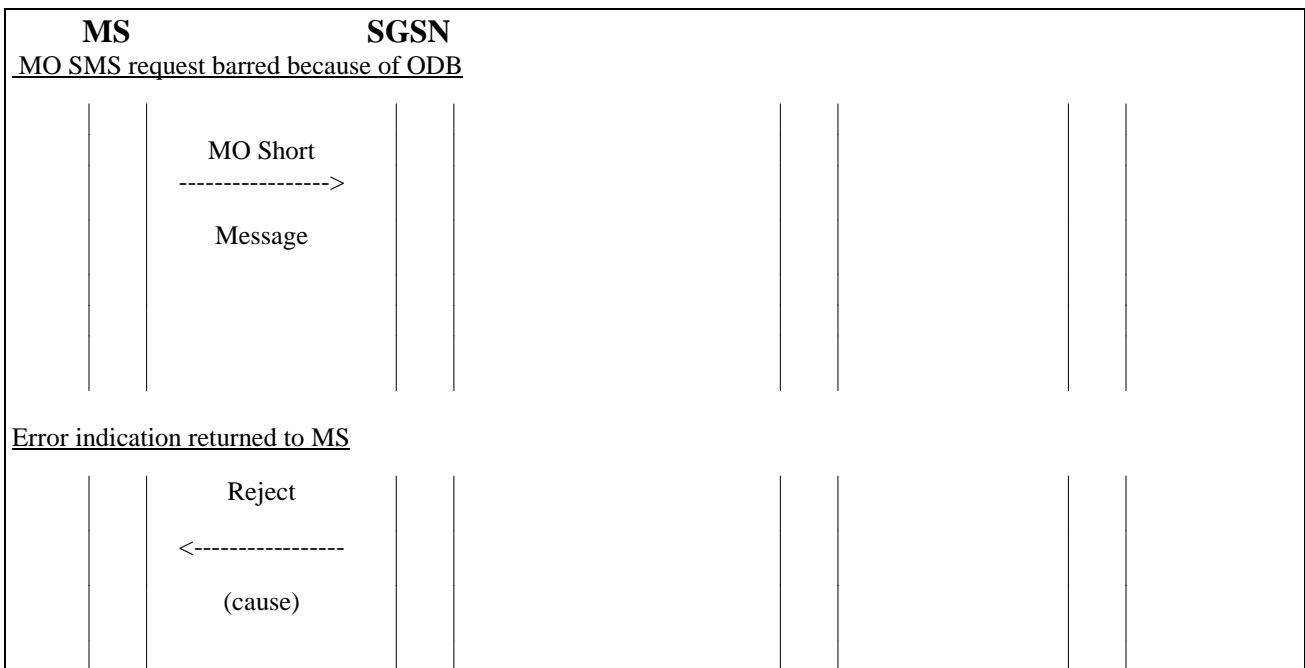 MS SGSN
MO SMS request barred because of ODB
MO Short
----------------->
Message
Error indication returned to MS
Reject
<-----------------
(cause)